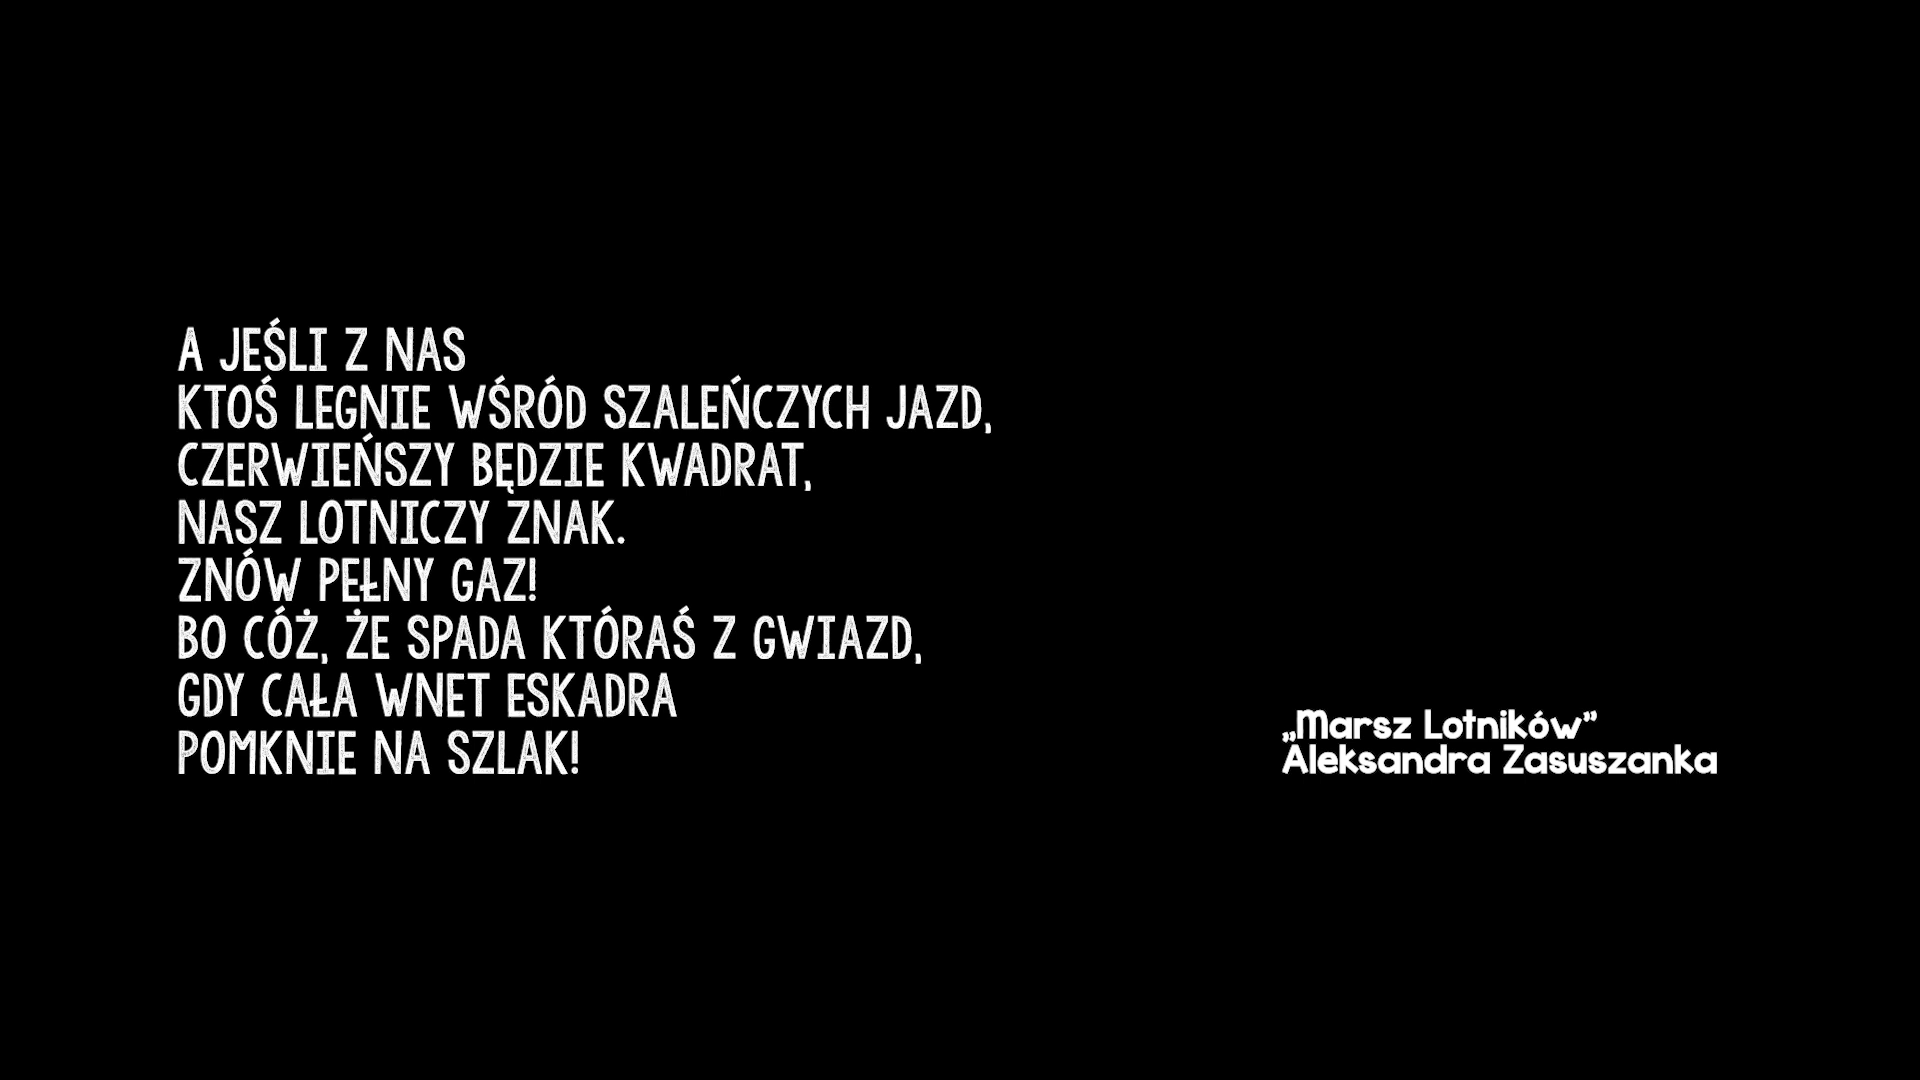 A JEŚLI Z NAS
KTOŚ LEGNIE WŚRÓD SZALEŃCZYCH JAZD,
CZERWIEŃSZY BĘDZIE KWADRAT,
NASZ LOTNICZY ZNAK.
ZNÓW PEŁNY GAZ!
BO CÓŻ, ŻE SPADA KTÓRAŚ Z GWIAZD,
GDY CAŁA WNET ESKADRA
POMKNIE NA SZLAK!
„Marsz Lotników”
Aleksandra Zasuszanka